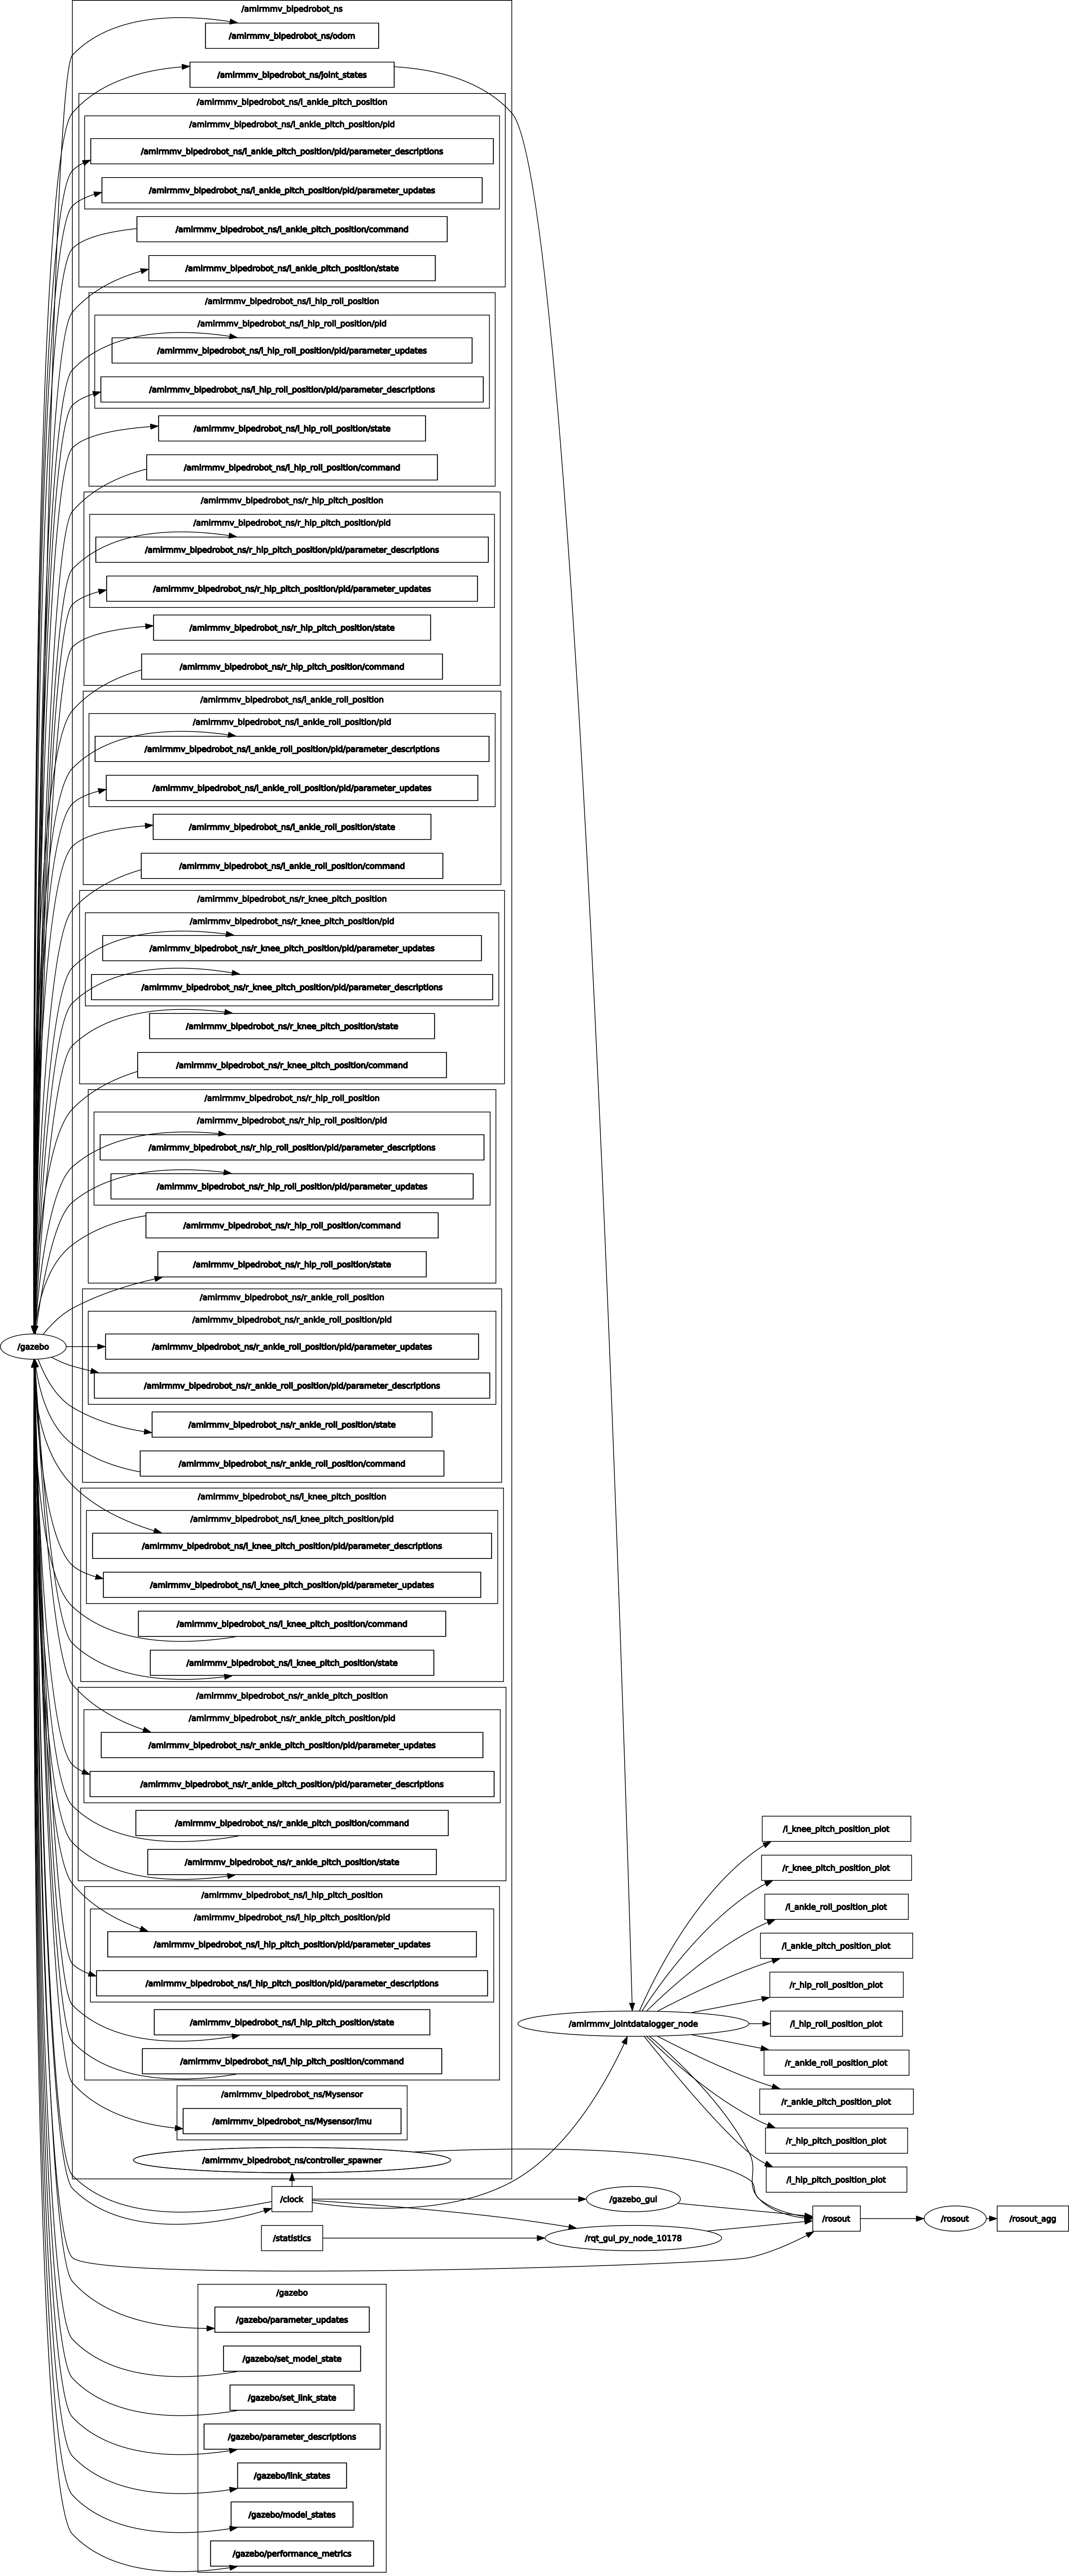 /amirmmv_bipedrobot_ns
/amirmmv_bipedrobot_ns/odom
/amirmmv_bipedrobot_ns/joint_states
/amirmmv_bipedrobot_ns/l_ankle_pitch_position
/amirmmv_bipedrobot_ns/l_ankle_pitch_position/pid
/amirmmv_bipedrobot_ns/l_ankle_pitch_position/pid/parameter_descriptions
/amirmmv_bipedrobot_ns/l_ankle_pitch_position/pid/parameter_updates
/amirmmv_bipedrobot_ns/l_ankle_pitch_position/command
/amirmmv_bipedrobot_ns/l_ankle_pitch_position/state
/amirmmv_bipedrobot_ns/l_hip_roll_position
/amirmmv_bipedrobot_ns/l_hip_roll_position/pid
/amirmmv_bipedrobot_ns/l_hip_roll_position/pid/parameter_updates
/amirmmv_bipedrobot_ns/l_hip_roll_position/pid/parameter_descriptions
/amirmmv_bipedrobot_ns/l_hip_roll_position/state
/amirmmv_bipedrobot_ns/l_hip_roll_position/command
/amirmmv_bipedrobot_ns/r_hip_pitch_position
/amirmmv_bipedrobot_ns/r_hip_pitch_position/pid
/amirmmv_bipedrobot_ns/r_hip_pitch_position/pid/parameter_descriptions
/amirmmv_bipedrobot_ns/r_hip_pitch_position/pid/parameter_updates
/amirmmv_bipedrobot_ns/r_hip_pitch_position/state
/amirmmv_bipedrobot_ns/r_hip_pitch_position/command
/amirmmv_bipedrobot_ns/l_ankle_roll_position
/amirmmv_bipedrobot_ns/l_ankle_roll_position/pid
/amirmmv_bipedrobot_ns/l_ankle_roll_position/pid/parameter_descriptions
/amirmmv_bipedrobot_ns/l_ankle_roll_position/pid/parameter_updates
/amirmmv_bipedrobot_ns/l_ankle_roll_position/state
/amirmmv_bipedrobot_ns/l_ankle_roll_position/command
/amirmmv_bipedrobot_ns/r_knee_pitch_position
/amirmmv_bipedrobot_ns/r_knee_pitch_position/pid
/amirmmv_bipedrobot_ns/r_knee_pitch_position/pid/parameter_updates
/amirmmv_bipedrobot_ns/r_knee_pitch_position/pid/parameter_descriptions
/amirmmv_bipedrobot_ns/r_knee_pitch_position/state
/amirmmv_bipedrobot_ns/r_knee_pitch_position/command
/amirmmv_bipedrobot_ns/r_hip_roll_position
/amirmmv_bipedrobot_ns/r_hip_roll_position/pid
/amirmmv_bipedrobot_ns/r_hip_roll_position/pid/parameter_descriptions
/amirmmv_bipedrobot_ns/r_hip_roll_position/pid/parameter_updates
/amirmmv_bipedrobot_ns/r_hip_roll_position/command
/amirmmv_bipedrobot_ns/r_hip_roll_position/state
/amirmmv_bipedrobot_ns/r_ankle_roll_position
/amirmmv_bipedrobot_ns/r_ankle_roll_position/pid
/gazebo
/amirmmv_bipedrobot_ns/r_ankle_roll_position/pid/parameter_updates
/amirmmv_bipedrobot_ns/r_ankle_roll_position/pid/parameter_descriptions
/amirmmv_bipedrobot_ns/r_ankle_roll_position/state
/amirmmv_bipedrobot_ns/r_ankle_roll_position/command
/amirmmv_bipedrobot_ns/l_knee_pitch_position
/amirmmv_bipedrobot_ns/l_knee_pitch_position/pid
/amirmmv_bipedrobot_ns/l_knee_pitch_position/pid/parameter_descriptions
/amirmmv_bipedrobot_ns/l_knee_pitch_position/pid/parameter_updates
/amirmmv_bipedrobot_ns/l_knee_pitch_position/command
/amirmmv_bipedrobot_ns/l_knee_pitch_position/state
/amirmmv_bipedrobot_ns/r_ankle_pitch_position
/amirmmv_bipedrobot_ns/r_ankle_pitch_position/pid
/amirmmv_bipedrobot_ns/r_ankle_pitch_position/pid/parameter_updates
/amirmmv_bipedrobot_ns/r_ankle_pitch_position/pid/parameter_descriptions
/amirmmv_bipedrobot_ns/r_ankle_pitch_position/command
/amirmmv_bipedrobot_ns/r_ankle_pitch_position/state
/amirmmv_bipedrobot_ns/l_hip_pitch_position
/amirmmv_bipedrobot_ns/l_hip_pitch_position/pid
/amirmmv_bipedrobot_ns/l_hip_pitch_position/pid/parameter_updates
/amirmmv_bipedrobot_ns/l_hip_pitch_position/pid/parameter_descriptions
/amirmmv_bipedrobot_ns/l_hip_pitch_position/state
/amirmmv_bipedrobot_ns/l_hip_pitch_position/command
/amirmmv_bipedrobot_ns/Mysensor
/amirmmv_bipedrobot_ns/Mysensor/imu
/amirmmv_bipedrobot_ns/controller_spawner
/clock
/statistics
/amirmmv_jointdatalogger_node
/gazebo_gui
/rqt_gui_py_node_10178
/l_knee_pitch_position_plot
/r_knee_pitch_position_plot
/l_ankle_roll_position_plot
/l_ankle_pitch_position_plot
/r_hip_roll_position_plot
/l_hip_roll_position_plot
/r_ankle_roll_position_plot
/r_ankle_pitch_position_plot
/r_hip_pitch_position_plot
/l_hip_pitch_position_plot
/rosout
/rosout
/rosout_agg
/gazebo
/gazebo/parameter_updates
/gazebo/set_model_state
/gazebo/set_link_state
/gazebo/parameter_descriptions
/gazebo/link_states
/gazebo/model_states
/gazebo/performance_metrics